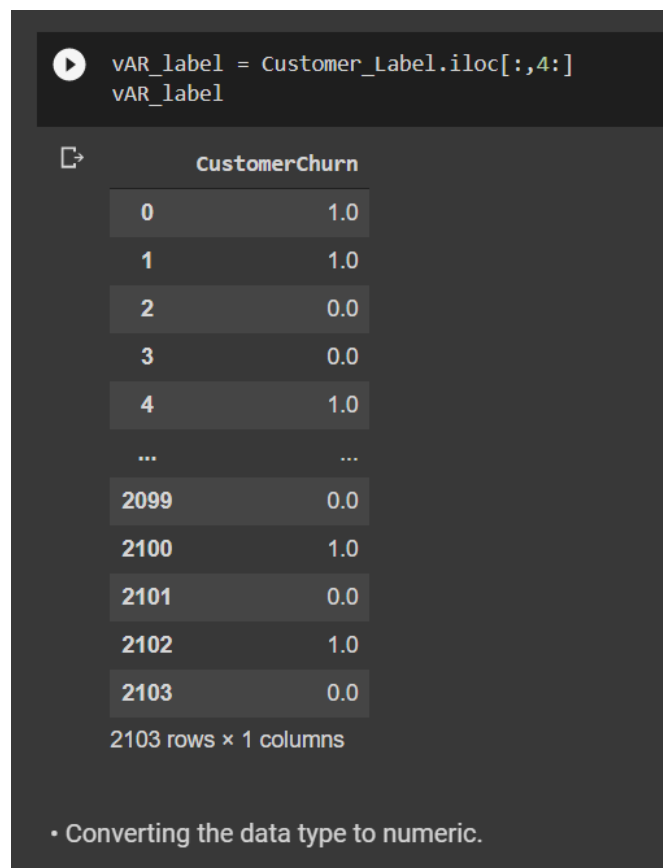 vAR_label = Customer_Label.iloc[:,4:]
vAR_label
CustomerChurn
0 1.0
1 1.0
2 0.0
3 0.0
4 1.0
... ...
2099 0.0
2100 1.0
2101 0.0
2102 1.0
2103 0.0
2103 rows × 1 columns
• Converting the data type to numeric.